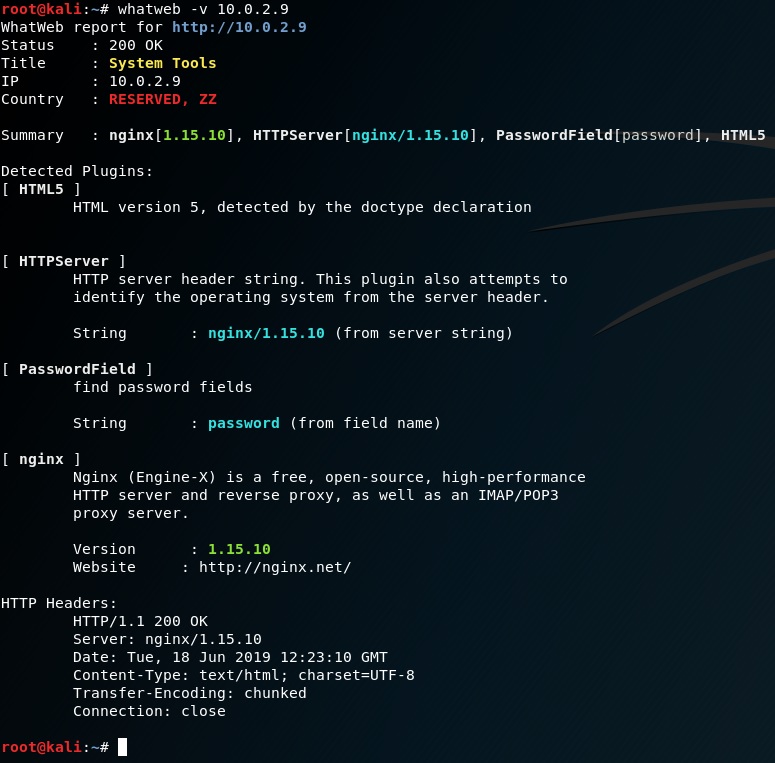 root@kali:~# whatweb -v 10.0.2.9
WhatWeb report for http://10.0.2.9
Status    : 200 OK
Title     : System Tools
IP        : 10.0.2.9
Country   : RESERVED, ZZ
Summary   : nginx[1.15.10], HTTPServer[nginx/1.15.10], PasswordField[password], HTML5
Detected Plugins:
[ HTML5 ]
        HTML version 5, detected by the doctype declaration
[ HTTPServer ]
        HTTP server header string. This plugin also attempts to
        identify the operating system from the server header.
        String       : nginx/1.15.10 (from server string)
[ PasswordField ]
        find password fields
        String       : password (from field name)
[ nginx ]
        Nginx (Engine-X) is a free, open-source, high-performance
        HTTP server and reverse proxy, as well as an IMAP/POP3
        proxy server.
        Version      : 1.15.10
        Website     : http://nginx.net/
HTTP Headers:
        HTTP/1.1 200 OK
        Server: nginx/1.15.10
        Date: Tue, 18 Jun 2019 12:23:10 GMT
        Content-Type: text/html; charset=UTF-8
        Transfer-Encoding: chunked
        Connection: close
root@kali:~#